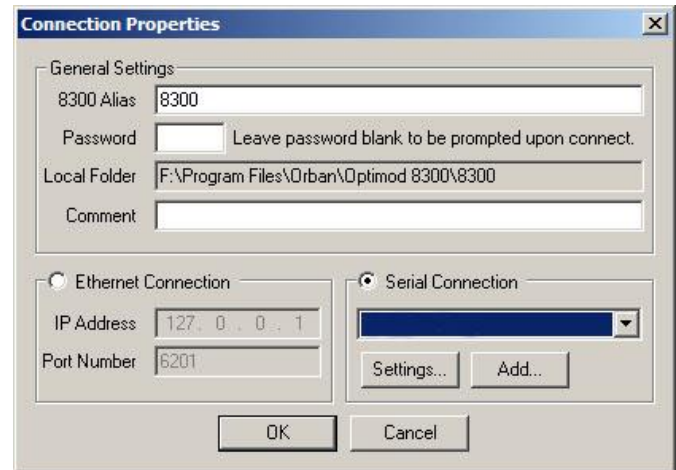 Connection Properties
General Settings
8300 Alias 8300
Password Leave password blank to be prompted upon connect.
Local Folder F:\Program Files\Orban\Optimod 8300\8300
Comment
Ethernet Connection
IP Address 127. 0 . 0 . 1
Port Number 6201
Serial Connection
Settings... Add...
OK Cancel